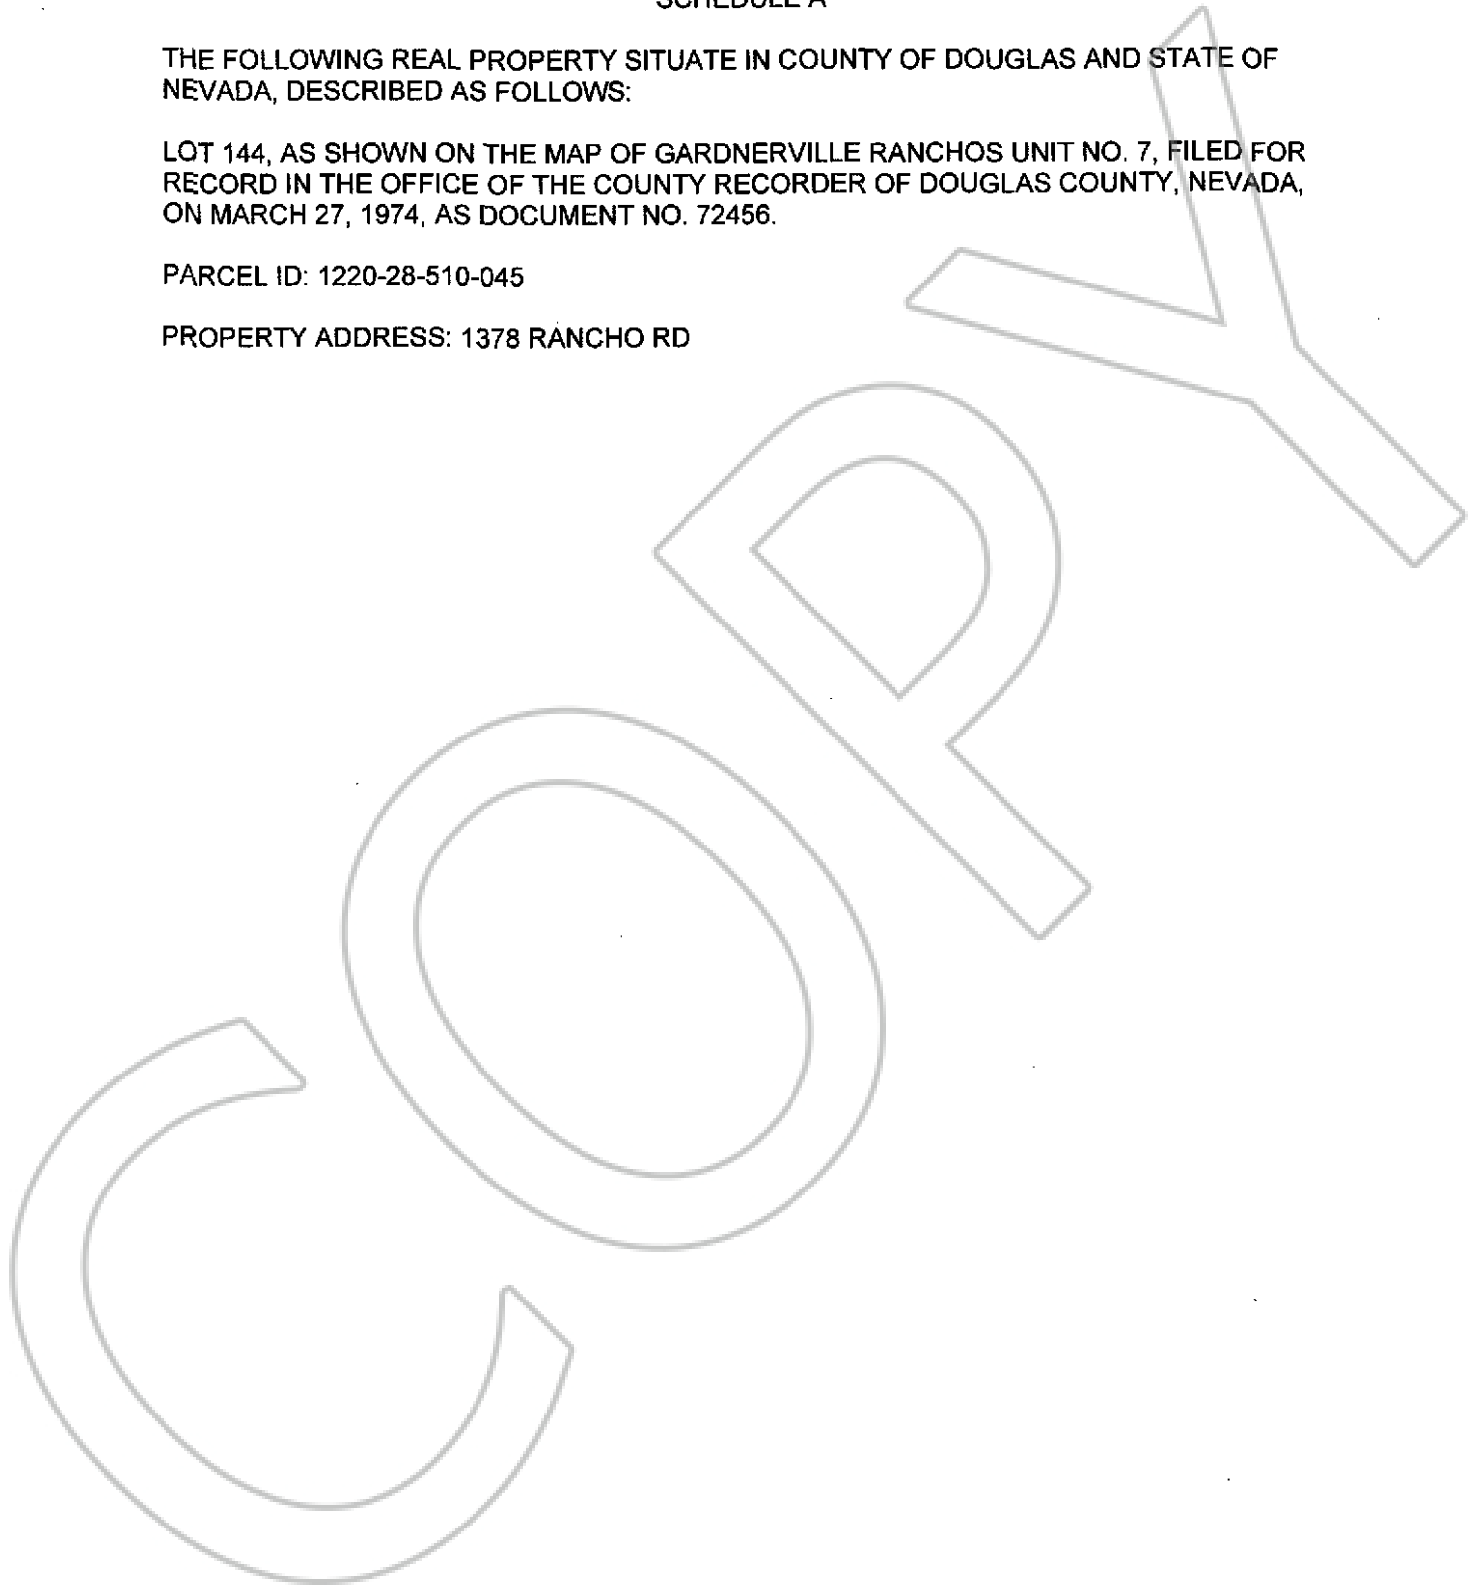 SCHEDULE A
THE FOLLOWING REAL PROPERTY SITUATE IN COUNTY OF DOUGLAS AND STATE OF
NEVADA, DESCRIBED AS FOLLOWS:
LOT 144, AS SHOWN ON THE MAP OF GARDNERVILLE RANCHOS UNIT NO. 7, FILED FOR
RECORD IN THE OFFICE OF THE COUNTY RECORDER OF DOUGLAS COUNTY, NEVADA,
ON MARCH 27, 1974, AS DOCUMENT NO. 72456.
PARCEL ID: 1220-28-510-045
PROPERTY ADDRESS: 1378 RANCHO RD
COPY